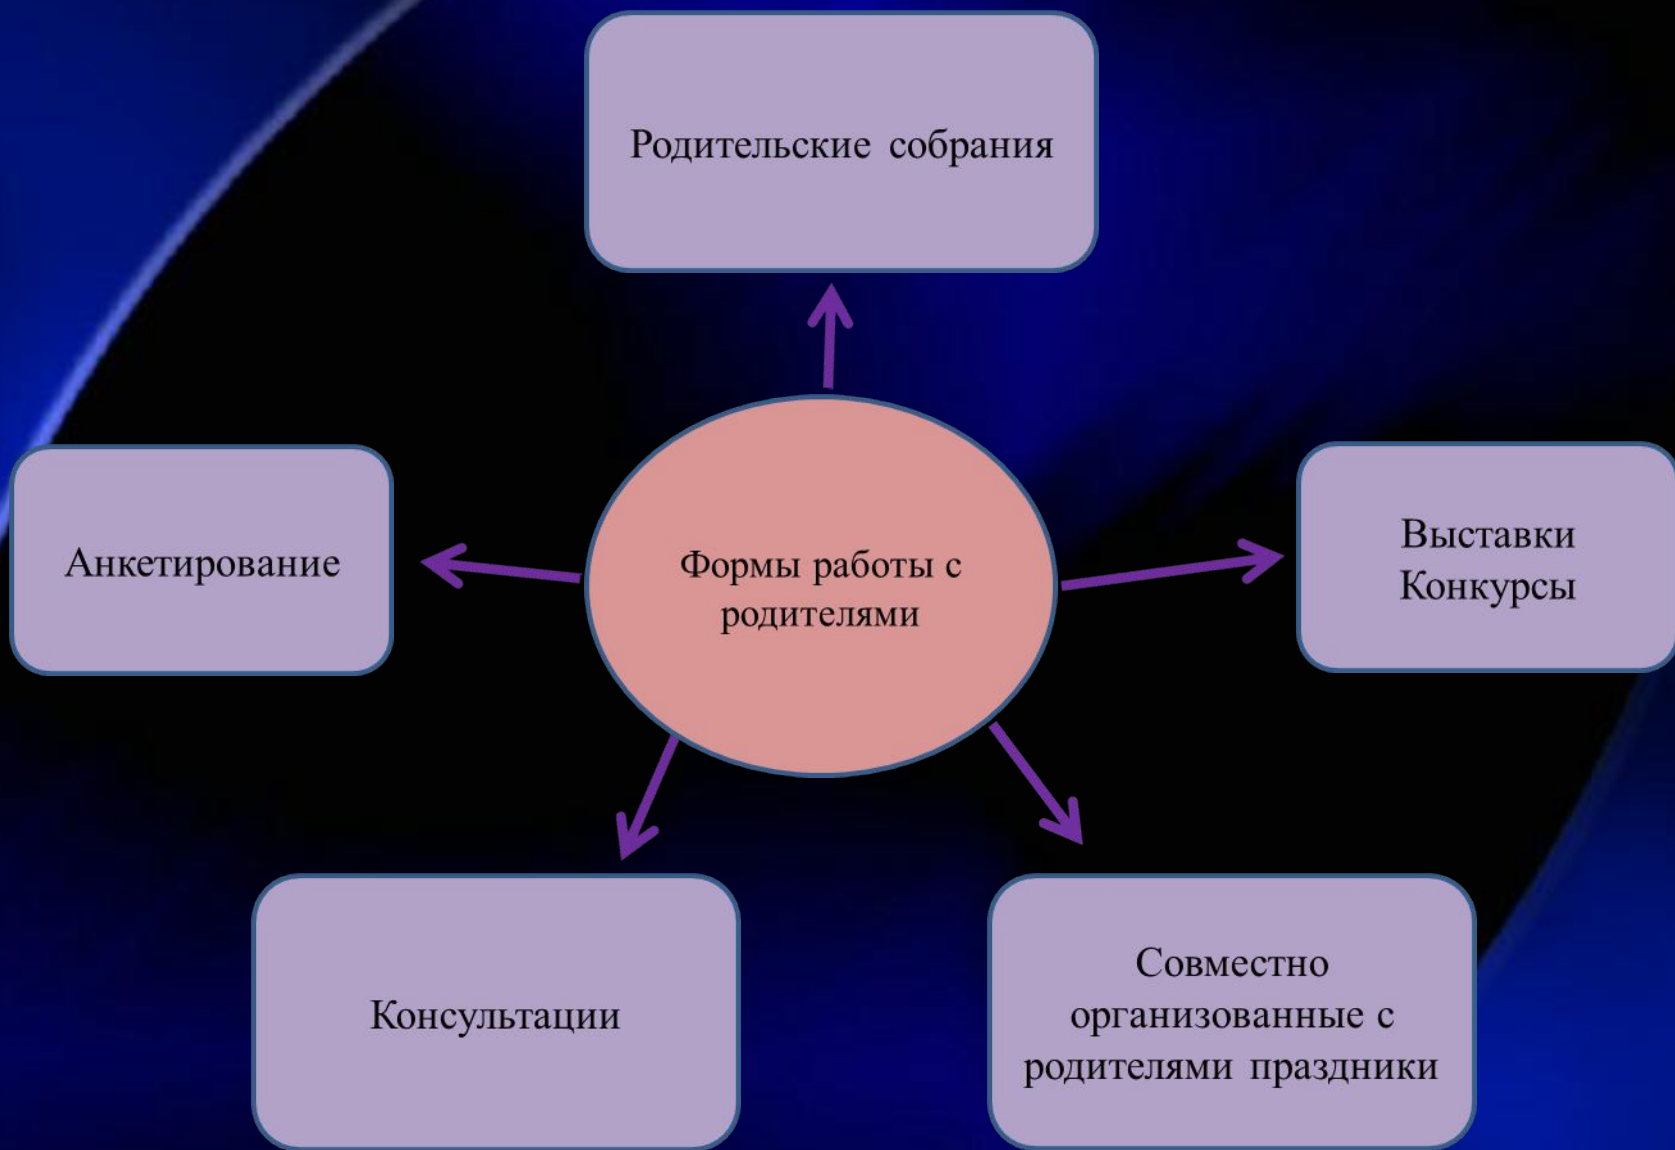 Родительские собрания
Анкетирование
Формы работы с
родителями
Выставки
Конкурсы
Консультации
Совместно
организованные с
родителями праздники